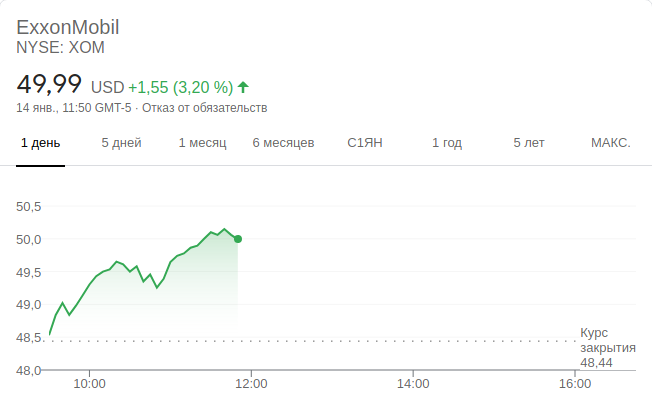 ExxonMobil
NYSE: XOM
49,99 USD +1,55 (3,20 %)
14 янв., 11:50 GMT-5 · Отказ от обязательств
1 день 5 дней 1 месяц 6 месяцев С1ЯН 1 год 5 лет МАКС.
50,5
50,0
49,5
49,0
48,5
Курс
закрытия
48,44
48,0
10:00 12:00 14:00 16:00